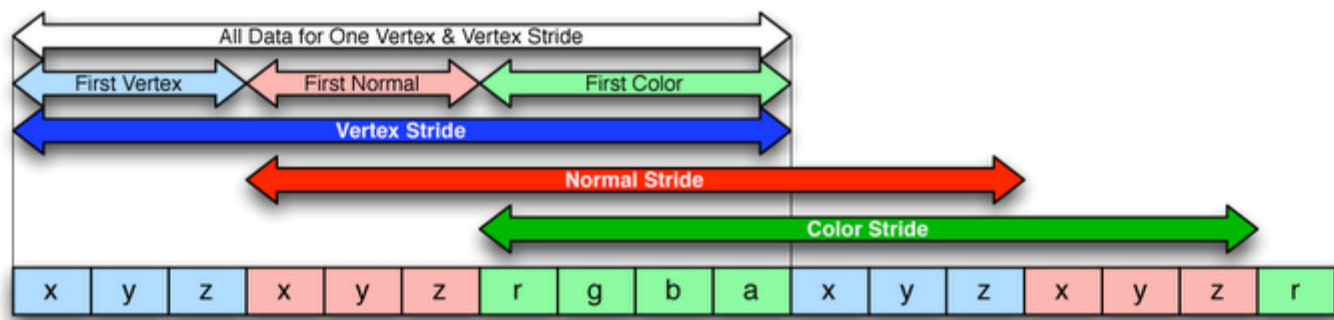 All Data for One Vertex & Vertex Stride
First Vertex First Normal First Color
Vertex Stride
Normal Stride
Color Stride
x y z x y z r g b a x y z x y z r